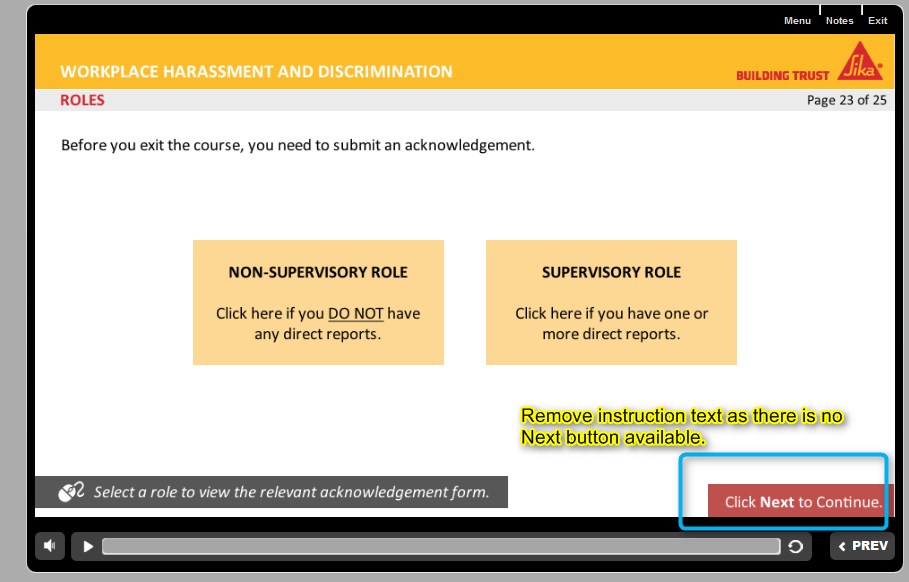 Menu Notes Exit
WORKPLACE HARASSMENT AND DISCRIMINATION
BUILDING TRUST
Sika
ROLES
Page 23 of 25
Before you exit the course, you need to submit an acknowledgement.
NON-SUPERVISORY ROLE
Click here if you DO NOT have
any direct reports.
SUPERVISORY ROLE
Click here if you have one or
more direct reports.
Remove instruction text as there is no
Next button available.
Select a role to view the relevant acknowledgement form.
Click Next to Continue.
PREV